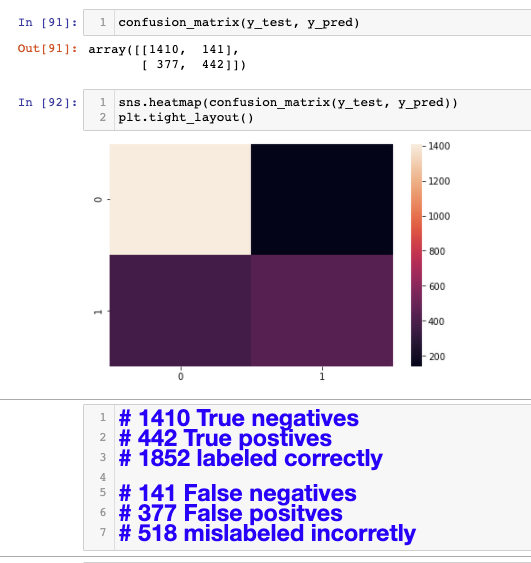 In [91]: 1 confusion_matrix(y_test, y_pred)
Out[91]: array([[1410,  141],
       [ 377,  442]])
In [92]: 1 sns.heatmap(confusion_matrix(y_test, y_pred))
2 plt.tight_layout()
1400
1200
1000
800
600
400
200
0
1
0 1
1 # 1410 True negatives
2 # 442 True postives
3 # 1852 labeled correctly
4
5 # 141 False negatives
6 # 377 False positves
7 # 518 mislabeled incorretly